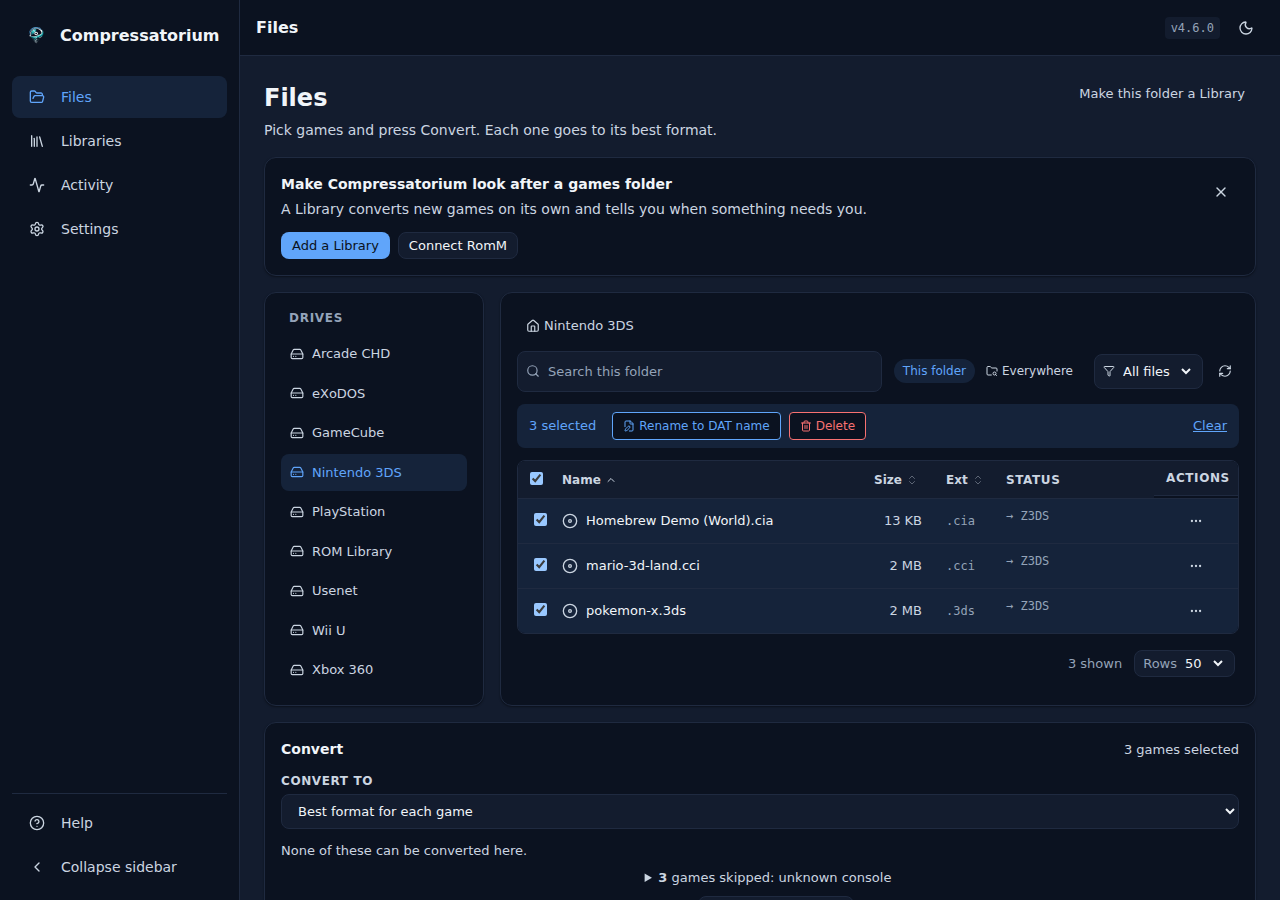 Compressatorium
Files
Libraries
Activity
Settings
Help
Collapse sidebar
Files
v4.6.0
Files
Make this folder a Library
Pick games and press Convert. Each one goes to its best format.
Make Compressatorium look after a games folder
A Library converts new games on its own and tells you when something needs you.
Add a Library
Connect RomM
DRIVES
Arcade CHD
eXoDOS
GameCube
Nintendo 3DS
PlayStation
ROM Library
Usenet
Wii U
Xbox 360
Nintendo 3DS
Search this folder
This folder
Everywhere
All files
3 selected
Rename to DAT name
Delete
Clear
Name Size Ext STATUS ACTIONS
Homebrew Demo (World).cia 13 KB .cia → Z3DS ···
mario-3d-land.cci 2 MB .cci → Z3DS ···
pokemon-x.3ds 2 MB .3ds → Z3DS ···
3 shown
Rows 50
Convert
3 games selected
CONVERT TO
Best format for each game
None of these can be converted here.
▶ 3 games skipped: unknown console